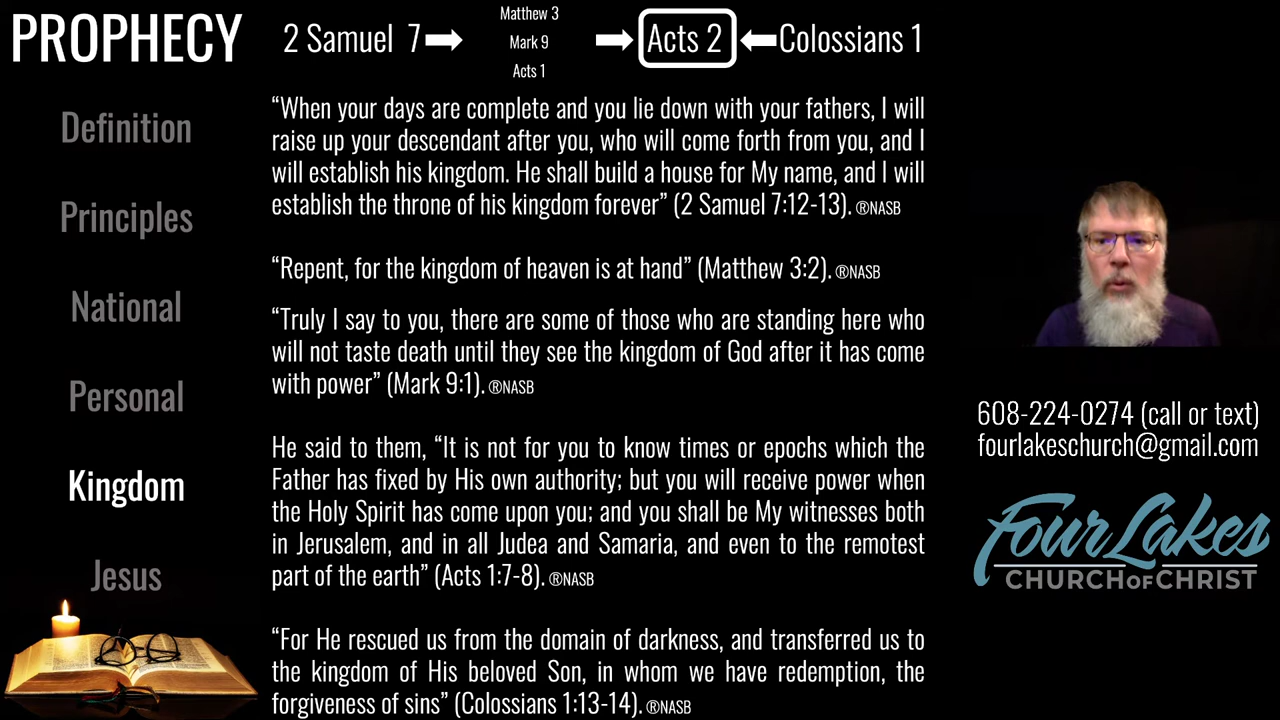 PROPHECY
2 Samuel 7
Matthew 3
Mark 9
Acts 1
Acts 2
Colossians 1
Definition
Principles
National
Personal
Kingdom
Jesus
“When your days are complete and you lie down with your fathers, I will
raise up your descendant after you, who will come forth from you, and I
will establish his kingdom. He shall build a house for My name, and I will
establish the throne of his kingdom forever” (2 Samuel 7:12-13). ®NASB
“Repent, for the kingdom of heaven is at hand” (Matthew 3:2). ®NASB
“Truly I say to you, there are some of those who are standing here who
will not taste death until they see the kingdom of God after it has come
with power” (Mark 9:1). ®NASB
He said to them, “It is not for you to know times or epochs which the
Father has fixed by His own authority; but you will receive power when
the Holy Spirit has come upon you; and you shall be My witnesses both
in Jerusalem, and in all Judea and Samaria, and even to the remotest
part of the earth” (Acts 1:7-8). ®NASB
“For He rescued us from the domain of darkness, and transferred us to
the kingdom of His beloved Son, in whom we have redemption, the
forgiveness of sins” (Colossians 1:13-14). ®NASB
608-224-0274 (call or text)
fourlakeschurch@gmail.com
Four Lakes
CHURCH OF CHRIST